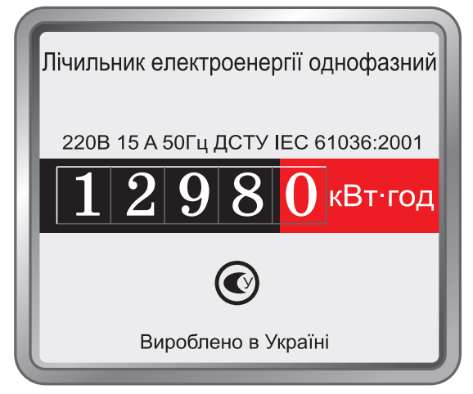 Лічильник електроенергії однофазний
220В 15 А 50Гц ДСТУ IEC 61036:2001
12980 кВт·год
У
Вироблено в Україні